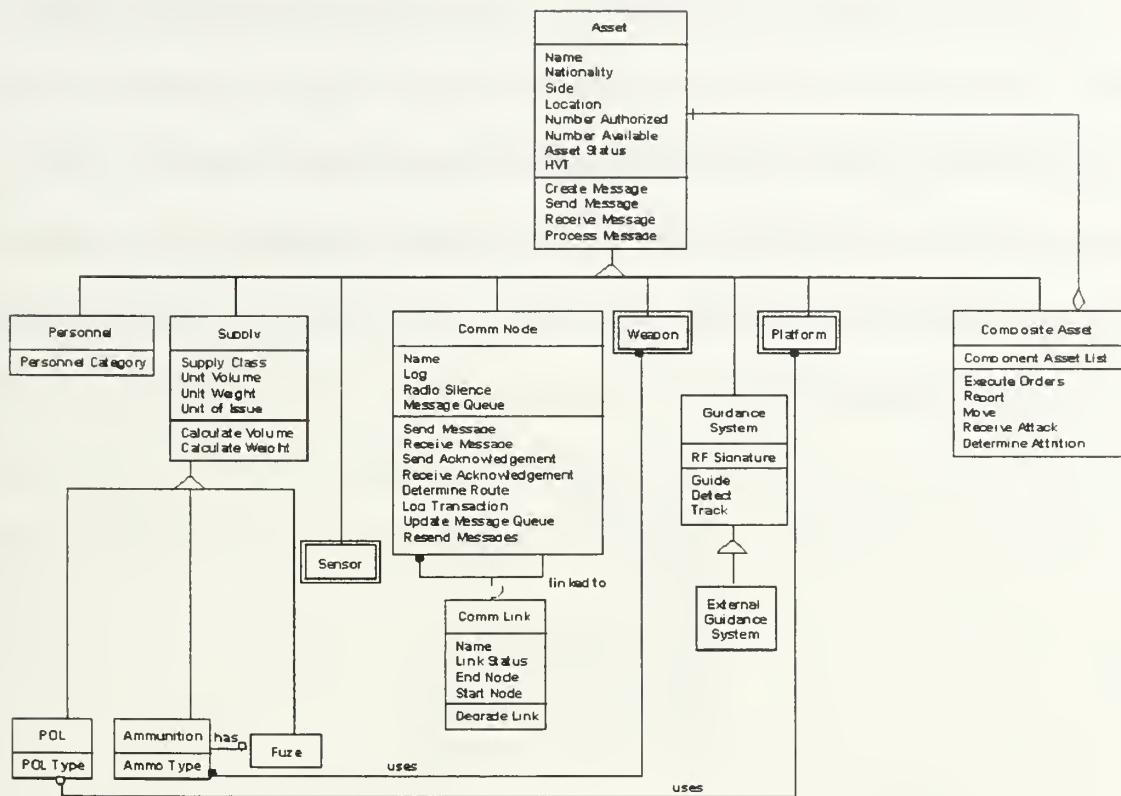 Asset
Name
Nationality
Side
Location
Number Authorized
Number Available
Asset Status
HVT
Create Message
Send Message
Receive Message
Process Message
Personnel
Personnel Category
Supply
Supply Class
Unit Volume
Unit Weight
Unit of Issue
Calculate Volume
Calculate Weight
Sensor
Comm Node
Name
Log
Radio Silence
Message Queue
Send Message
Receive Message
Send Acknowledgement
Receive Acknowledgement
Determine Route
Log Transaction
Update Message Queue
Resend Messages
linked to
Comm Link
Name
Link Status
End Node
Start Node
Degrade Link
Weapon
Guidance
System
RF Signature
Guide
Detect
Track
External
Guidance
System
Platform
Composite Asset
Component Asset List
Execute Orders
Report
Move
Receive Attack
Determine Attrition
POL
POL Type
Ammunition
Ammo Type
has
Fuze
uses
uses